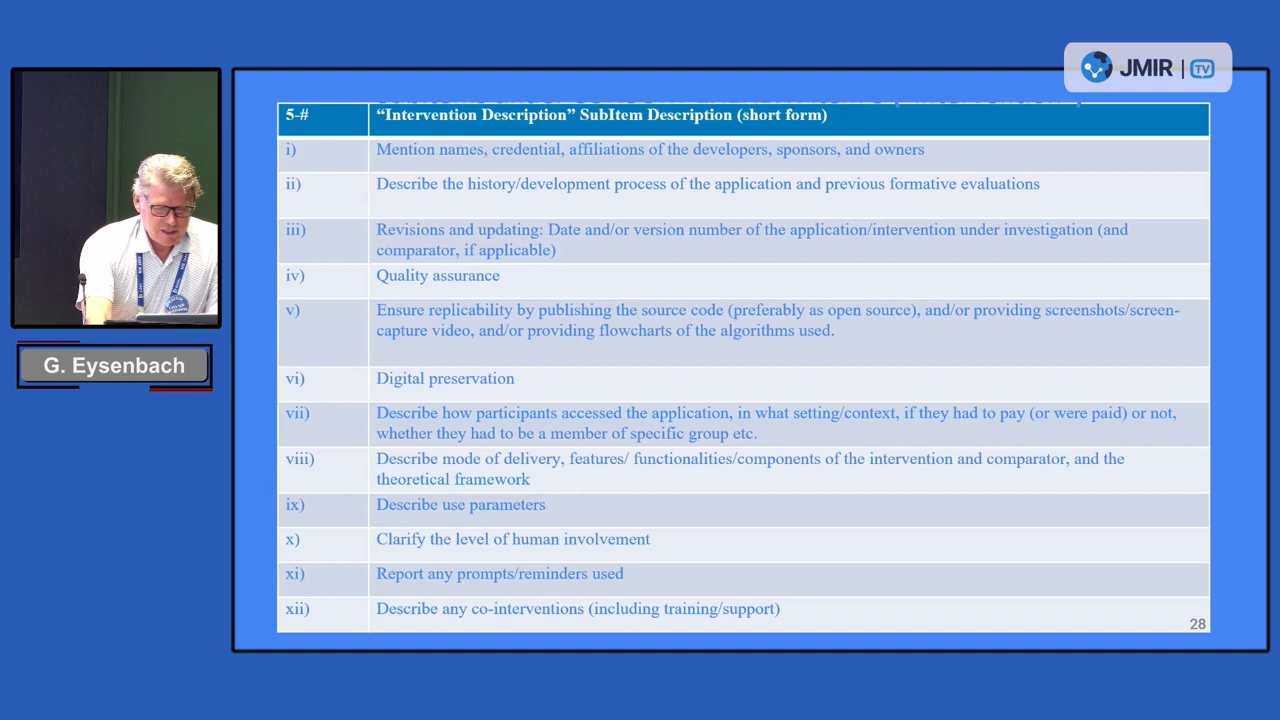 JMIR | TV
5-# "Intervention Description" SubItem Description (short form)
i) Mention names, credential, affiliations of the developers, sponsors, and owners
ii) Describe the history/development process of the application and previous formative evaluations
iii) Revisions and updating: Date and/or version number of the application/intervention under investigation (and
comparator, if applicable)
iv) Quality assurance
v) Ensure replicability by publishing the source code (preferably as open source), and/or providing screenshots/screen-
capture video, and/or providing flowcharts of the algorithms used.
vi) Digital preservation
vii) Describe how participants accessed the application, in what setting/context, if they had to pay (or were paid) or not,
whether they had to be a member of specific group etc.
viii) Describe mode of delivery, features/ functionalities/components of the intervention and comparator, and the
theoretical framework
ix) Describe use parameters
x) Clarify the level of human involvement
xi) Report any prompts/reminders used
xii) Describe any co-interventions (including training/support)
28
G. Eysenbach